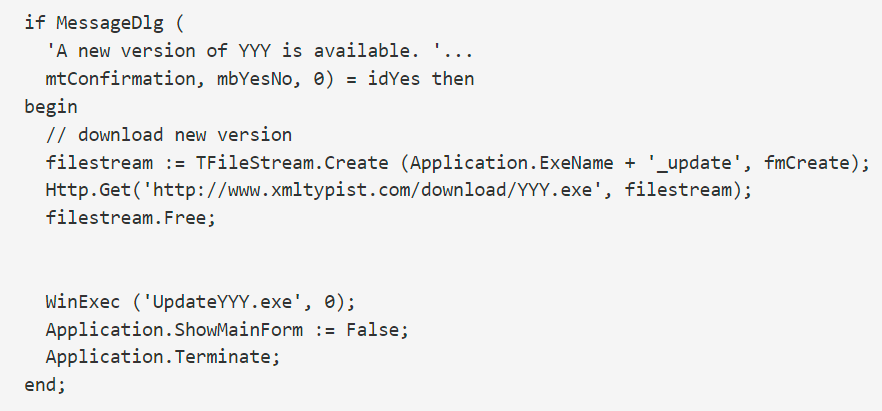 if MessageDlg (
'A new version of YYY is available. '...
mtConfirmation, mbYesNo, 0) = idYes then
begin
// download new version
filestream := TFileStream.Create (Application.ExeName + '_update', fmCreate);
Http.Get('http://www.xmltypist.com/download/YYY.exe', filestream);
filestream.Free;
WinExec ('UpdateYYY.exe', 0);
Application.ShowMainForm := False;
Application.Terminate;
end;